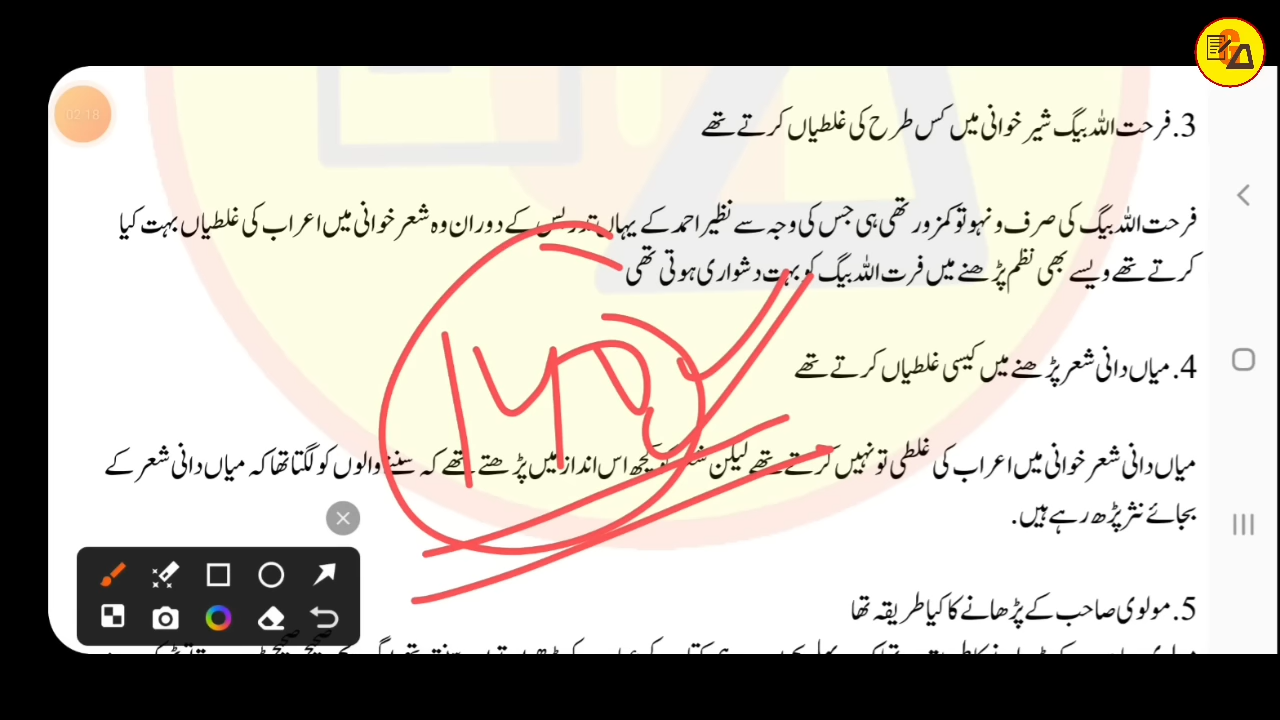 02:18
3. فرحت اللہ بیگ شیر خوانی میں کس طرح کی غلطیاں کرتے تھے
فرحت اللہ بیگ کی صرف و نہو تو کمزور تھی ہی جس کی وجہ سے نظیر احمد کے یہاں تدریس کے دوران وہ شعر خوانی میں اعراب کی غلطیاں بہت کیا
کرتے تھے ویسے بھی نظم پڑھنے میں فرت اللہ بیگ کو بہت دشواری ہوتی تھی
4. میاں دانی شعر پڑھنے میں کیسی غلطیاں کرتے تھے
میاں دانی شعر خوانی میں اعراب کی غلطی تو نہیں کرتے تھے لیکن کچھ اس انداز میں پڑھتے تھے کہ سننے والوں کو لگتا تھا کہ میاں دانی شعر کے
بجائے نثر پڑھ رہے ہیں.
5. مولوی صاحب کے پڑھانے کا کیا طریقہ تھا